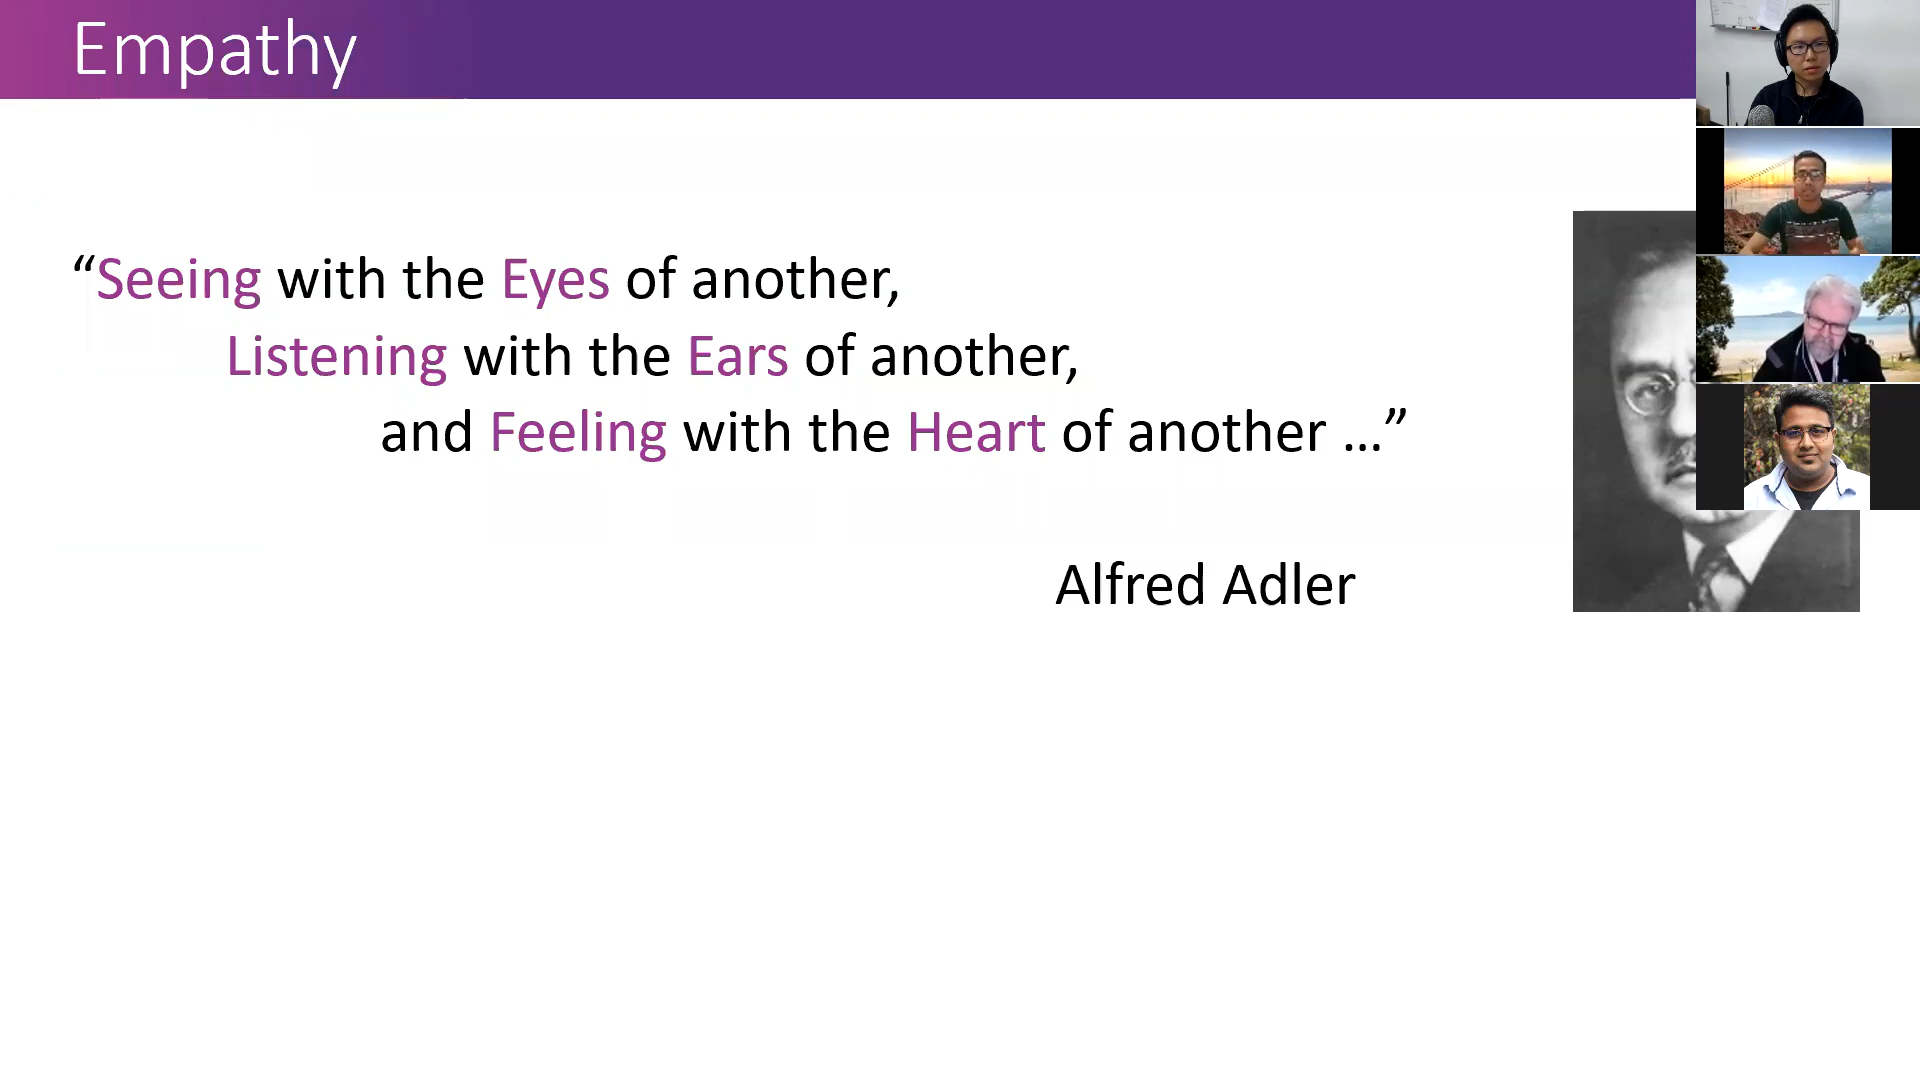 Empathy
“Seeing with the Eyes of another,
Listening with the Ears of another,
and Feeling with the Heart of another …”
Alfred Adler